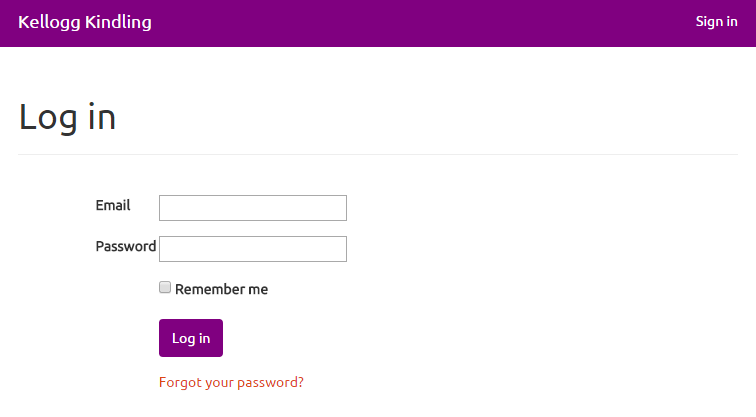 Kellogg Kindling
Sign in
Log in
Email
Password
Remember me
Log in
Forgot your password?